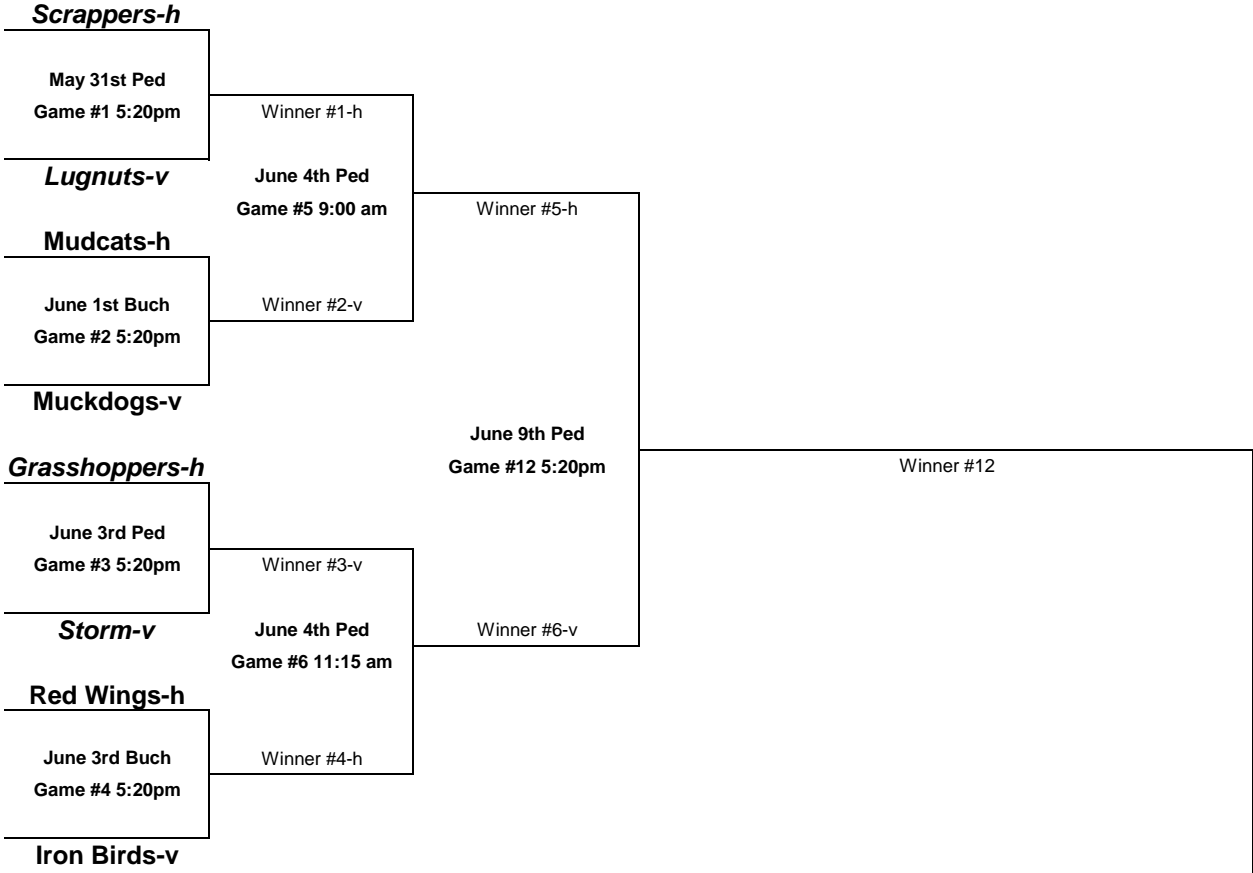 Scrappers-h
May 31st Ped
Game #1 5:20pm
Winner #1-h
Lugnuts-v
June 4th Ped
Game #5 9:00 am
Winner #5-h
Mudcats-h
June 1st Buch
Game #2 5:20pm
Winner #2-v
Muckdogs-v
June 9th Ped
Game #12 5:20pm
Winner #12
Grasshoppers-h
June 3rd Ped
Game #3 5:20pm
Winner #3-v
Storm-v
June 4th Ped
Game #6 11:15 am
Winner #6-v
Red Wings-h
June 3rd Buch
Game #4 5:20pm
Winner #4-h
Iron Birds-v